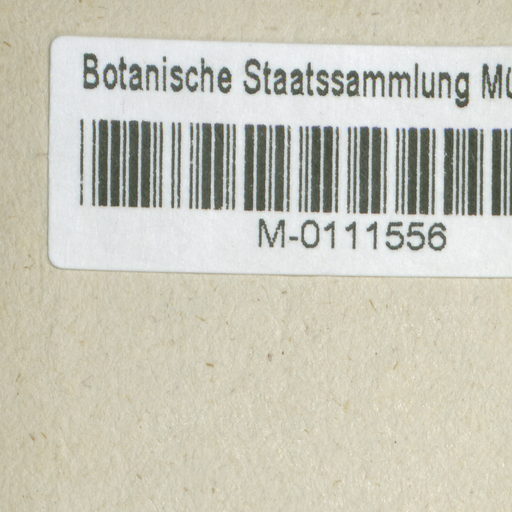 Botanische Staatssammlung Mü
M-0111556